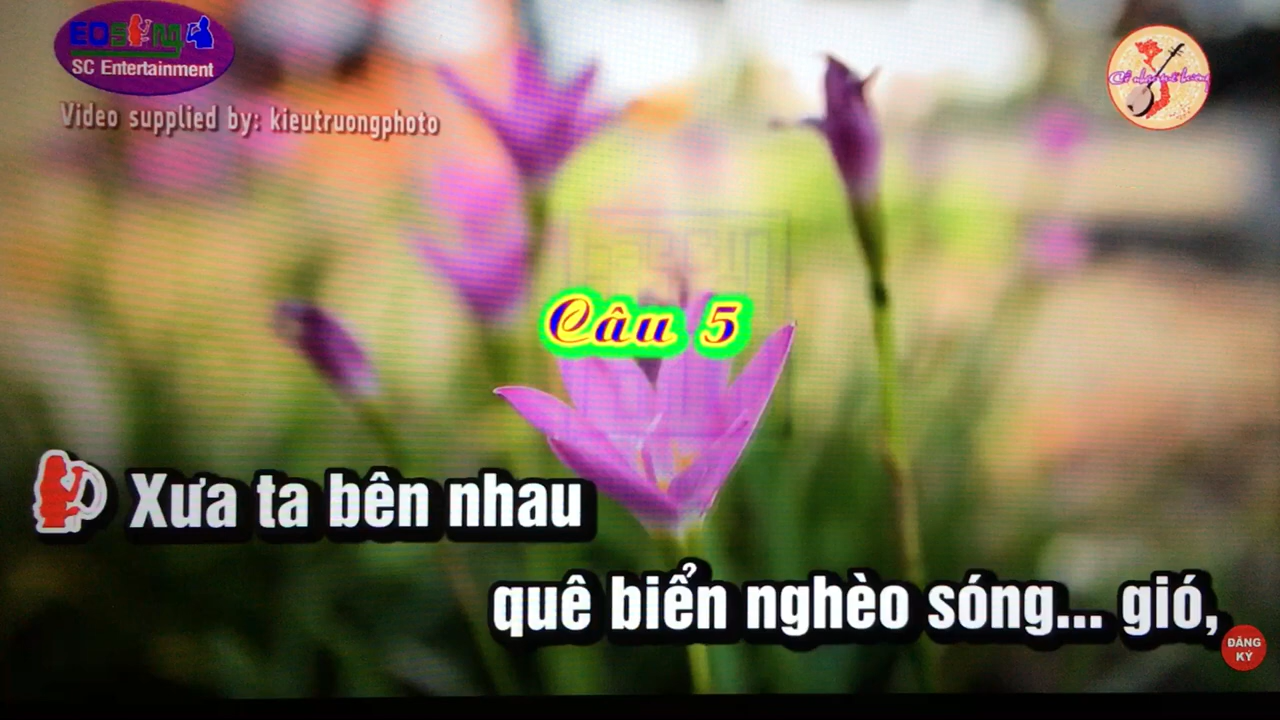 EOSING
SC Entertainment
Video supplied by: kieutruongphoto
Câu 5
Xưa ta bên nhau
quê biển nghèo sóng... gió,
ĐĂNG
KÝ